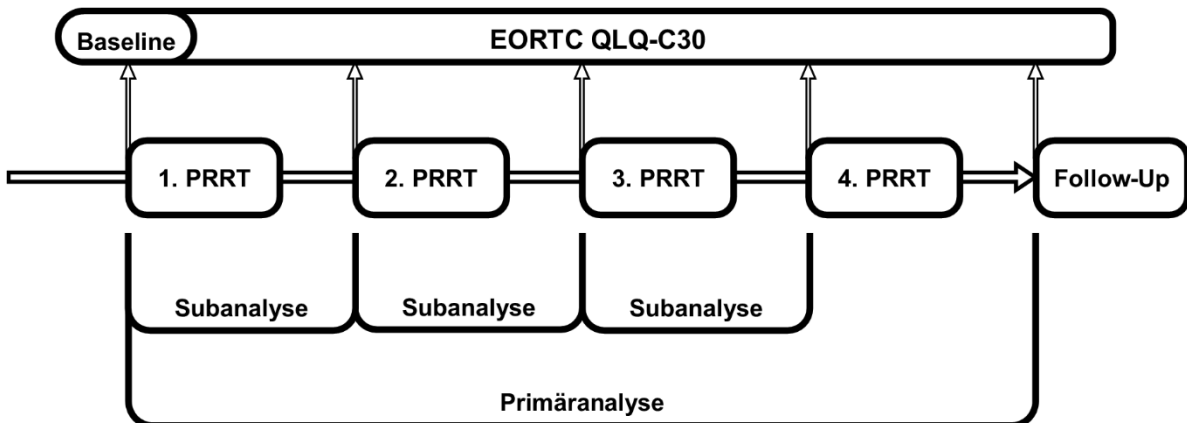 Baseline
EORTC QLQ-C30
1. PRRT
2. PRRT
3. PRRT
4. PRRT
Follow-Up
Subanalyse
Subanalyse
Subanalyse
Primäranalyse